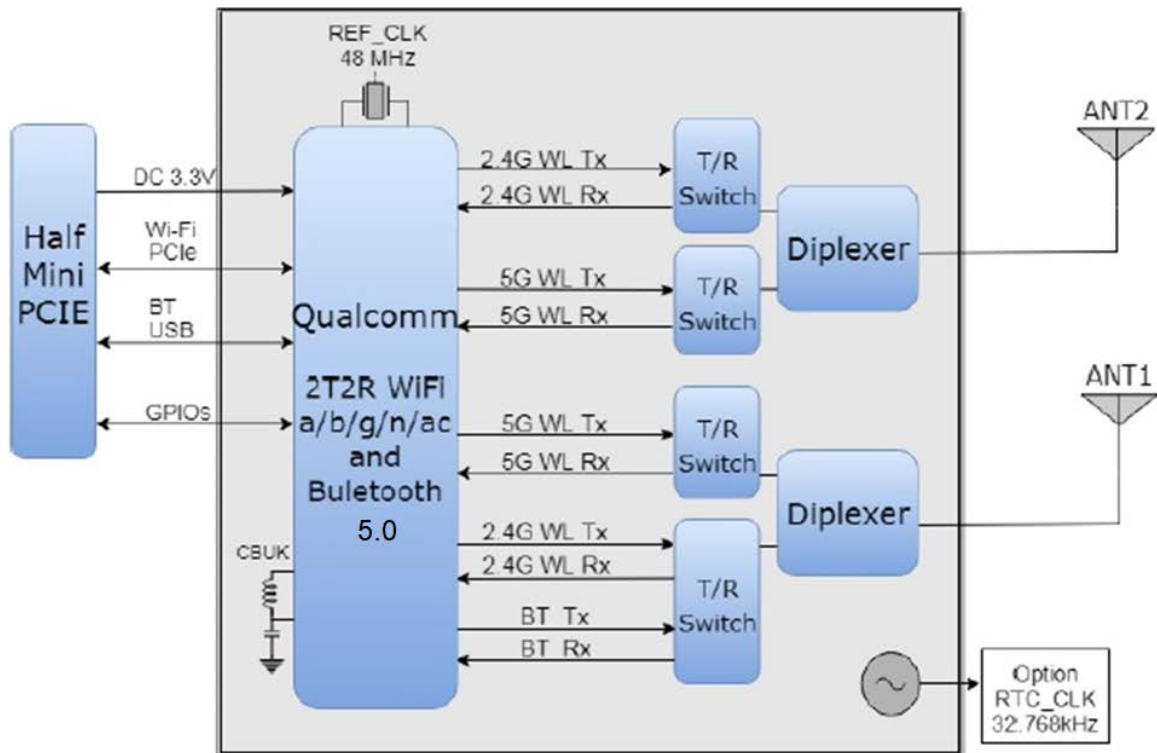 REF_CLK
48 MHz
ANT2
DC 3.3V
Wi-Fi
PCIe
BT
USB
GPIOs
Half
Mini
PCIE
Qualcomm
2T2R WiFi
a/b/g/n/ac
and
Buletooth
5.0
CBUK
2.4G WL Tx
2.4G WL Rx
T/R
Switch
5G WL Tx
5G WL Rx
T/R
Switch
Diplexer
ANT1
5G WL Tx
5G WL Rx
T/R
Switch
Diplexer
2.4G WL Tx
2.4G WL Rx
BT Tx
BT Rx
T/R
Switch
Option
RTC_CLK
32.768kHz